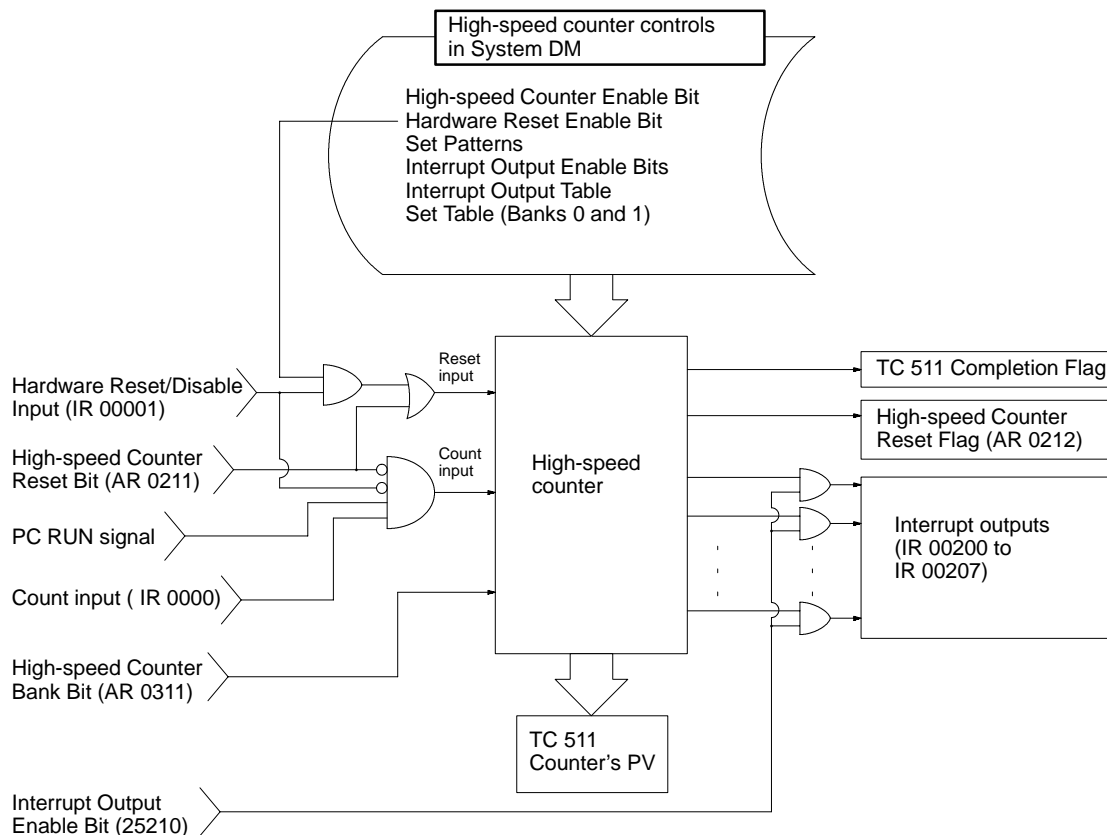 High-speed counter controls
in System DM
High-speed Counter Enable Bit
Hardware Reset Enable Bit
Set Patterns
Interrupt Output Enable Bits
Interrupt Output Table
Set Table (Banks 0 and 1)
Hardware Reset/Disable
Input (IR 00001)
High-speed Counter
Reset Bit (AR 0211)
PC RUN signal
Count input ( IR 0000)
High-speed Counter
Bank Bit (AR 0311)
Interrupt Output
Enable Bit (25210)
Reset
input
Count
input
High-speed
counter
TC 511
Counter’s PV
TC 511 Completion Flag
High-speed Counter
Reset Flag (AR 0212)
Interrupt outputs
(IR 00200 to
IR 00207)